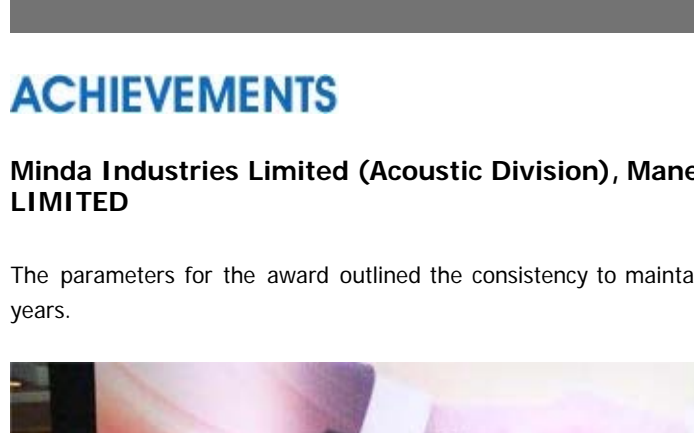 ACHIEVEMENTS
Minda Industries Limited (Acoustic Division), Mane
LIMITED
The parameters for the award outlined the consistency to mainta
years.